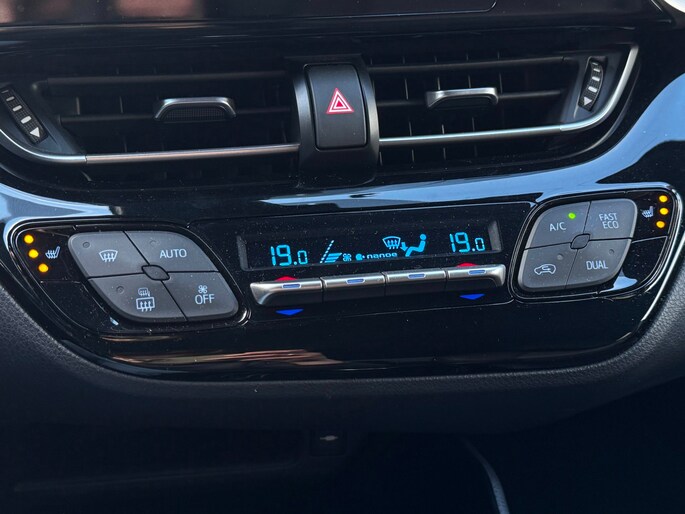 AUTO
OFF
19.0
nanoe
19.0
A/C
FAST
ECO
DUAL